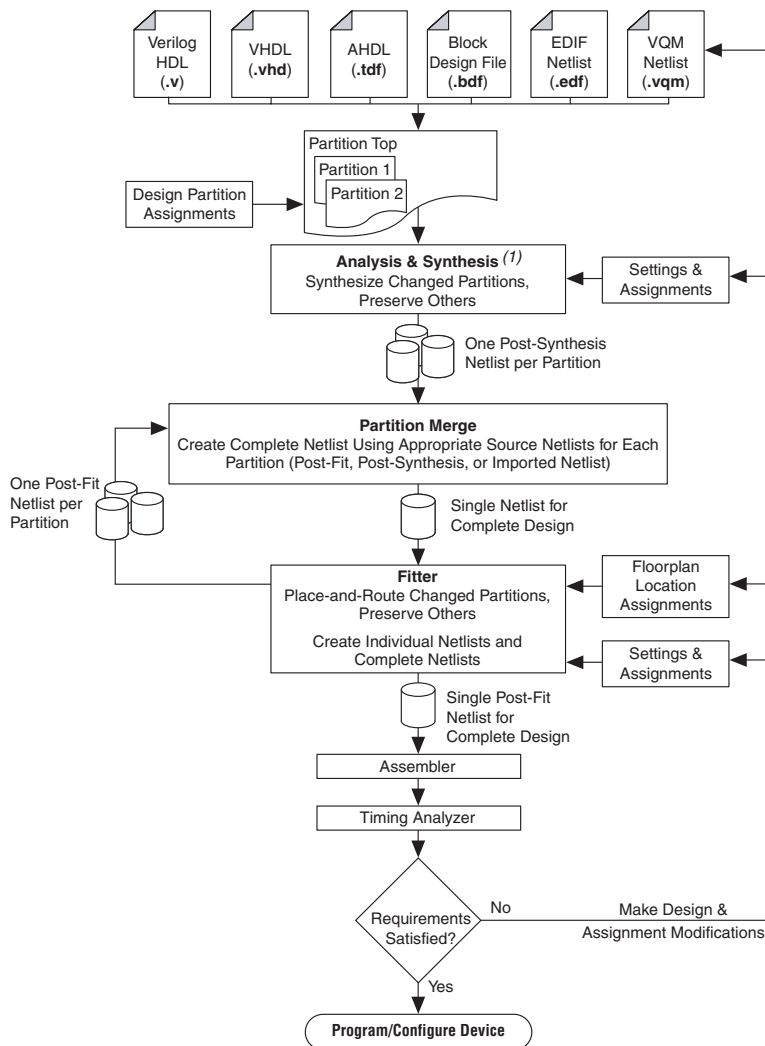 Verilog
HDL
(.v)
VHDL
(.vhd)
AHDL
(.tdf)
Block
Design File
(.bdf)
EDIF
Netlist
(.edf)
VQM
Netlist
(.vqm)
Partition Top
Partition 1
Partition 2
Design Partition
Assignments
Analysis & Synthesis (1)
Synthesize Changed Partitions,
Preserve Others
Settings &
Assignments
One Post-Synthesis
Netlist per Partition
Partition Merge
Create Complete Netlist Using Appropriate Source Netlists for Each
Partition (Post-Fit, Post-Synthesis, or Imported Netlist)
One Post-Fit
Netlist per
Partition
Single Netlist for
Complete Design
Fitter
Place-and-Route Changed Partitions,
Preserve Others
Create Individual Netlists and
Complete Netlists
Floorplan
Location
Assignments
Settings &
Assignments
Single Post-Fit
Netlist for
Complete Design
Assembler
Timing Analyzer
Requirements
Satisfied?
No
Make Design &
Assignment Modifications
Yes
Program/Configure Device